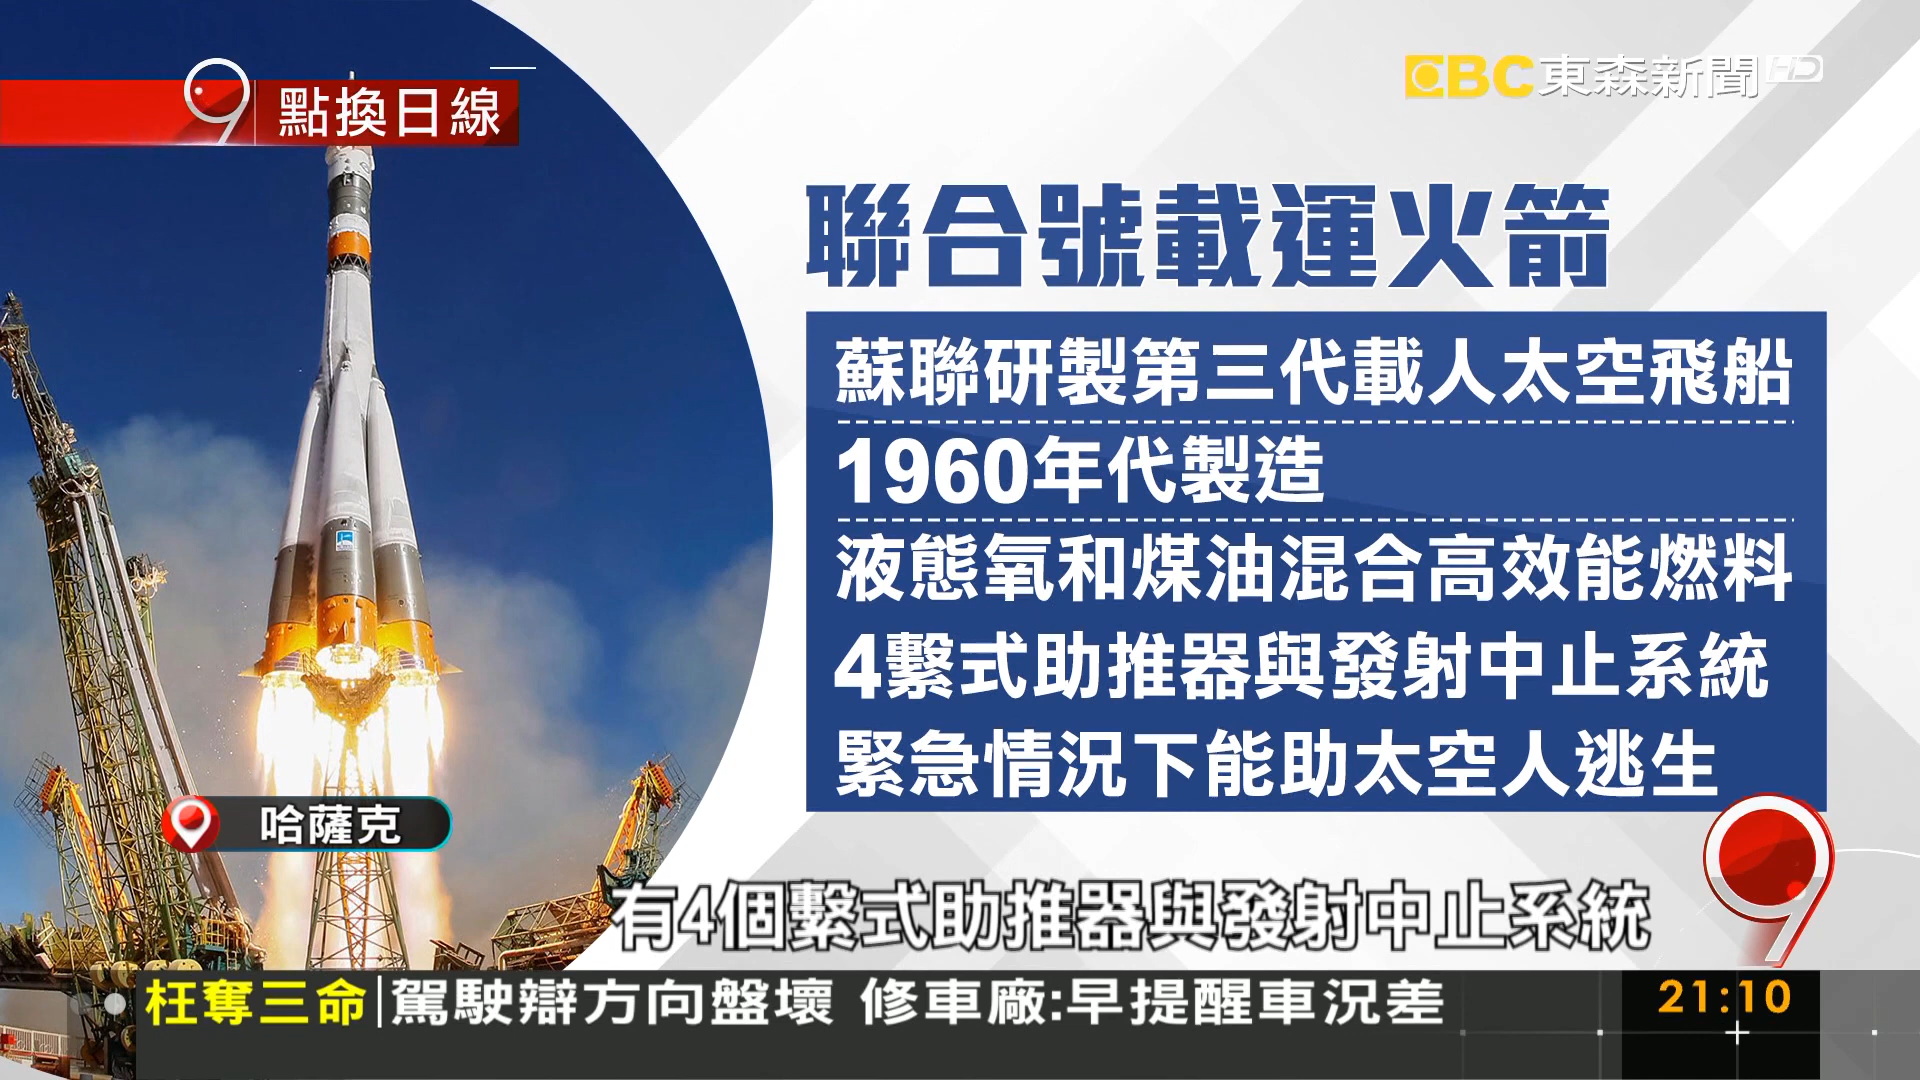 9點換日線
EBC東森新聞HD
聯合號載運火箭
蘇聯研製第三代載人太空飛船
1960年代製造
液態氧和煤油混合高效能燃料
4繫式助推器與發射中止系統
緊急情況下能助太空人逃生
哈薩克
9
有4個繫式助推器與發射中止系統
枉奪三命 駕駛辯方向盤壞 修車廠:早提醒車況差
21:10